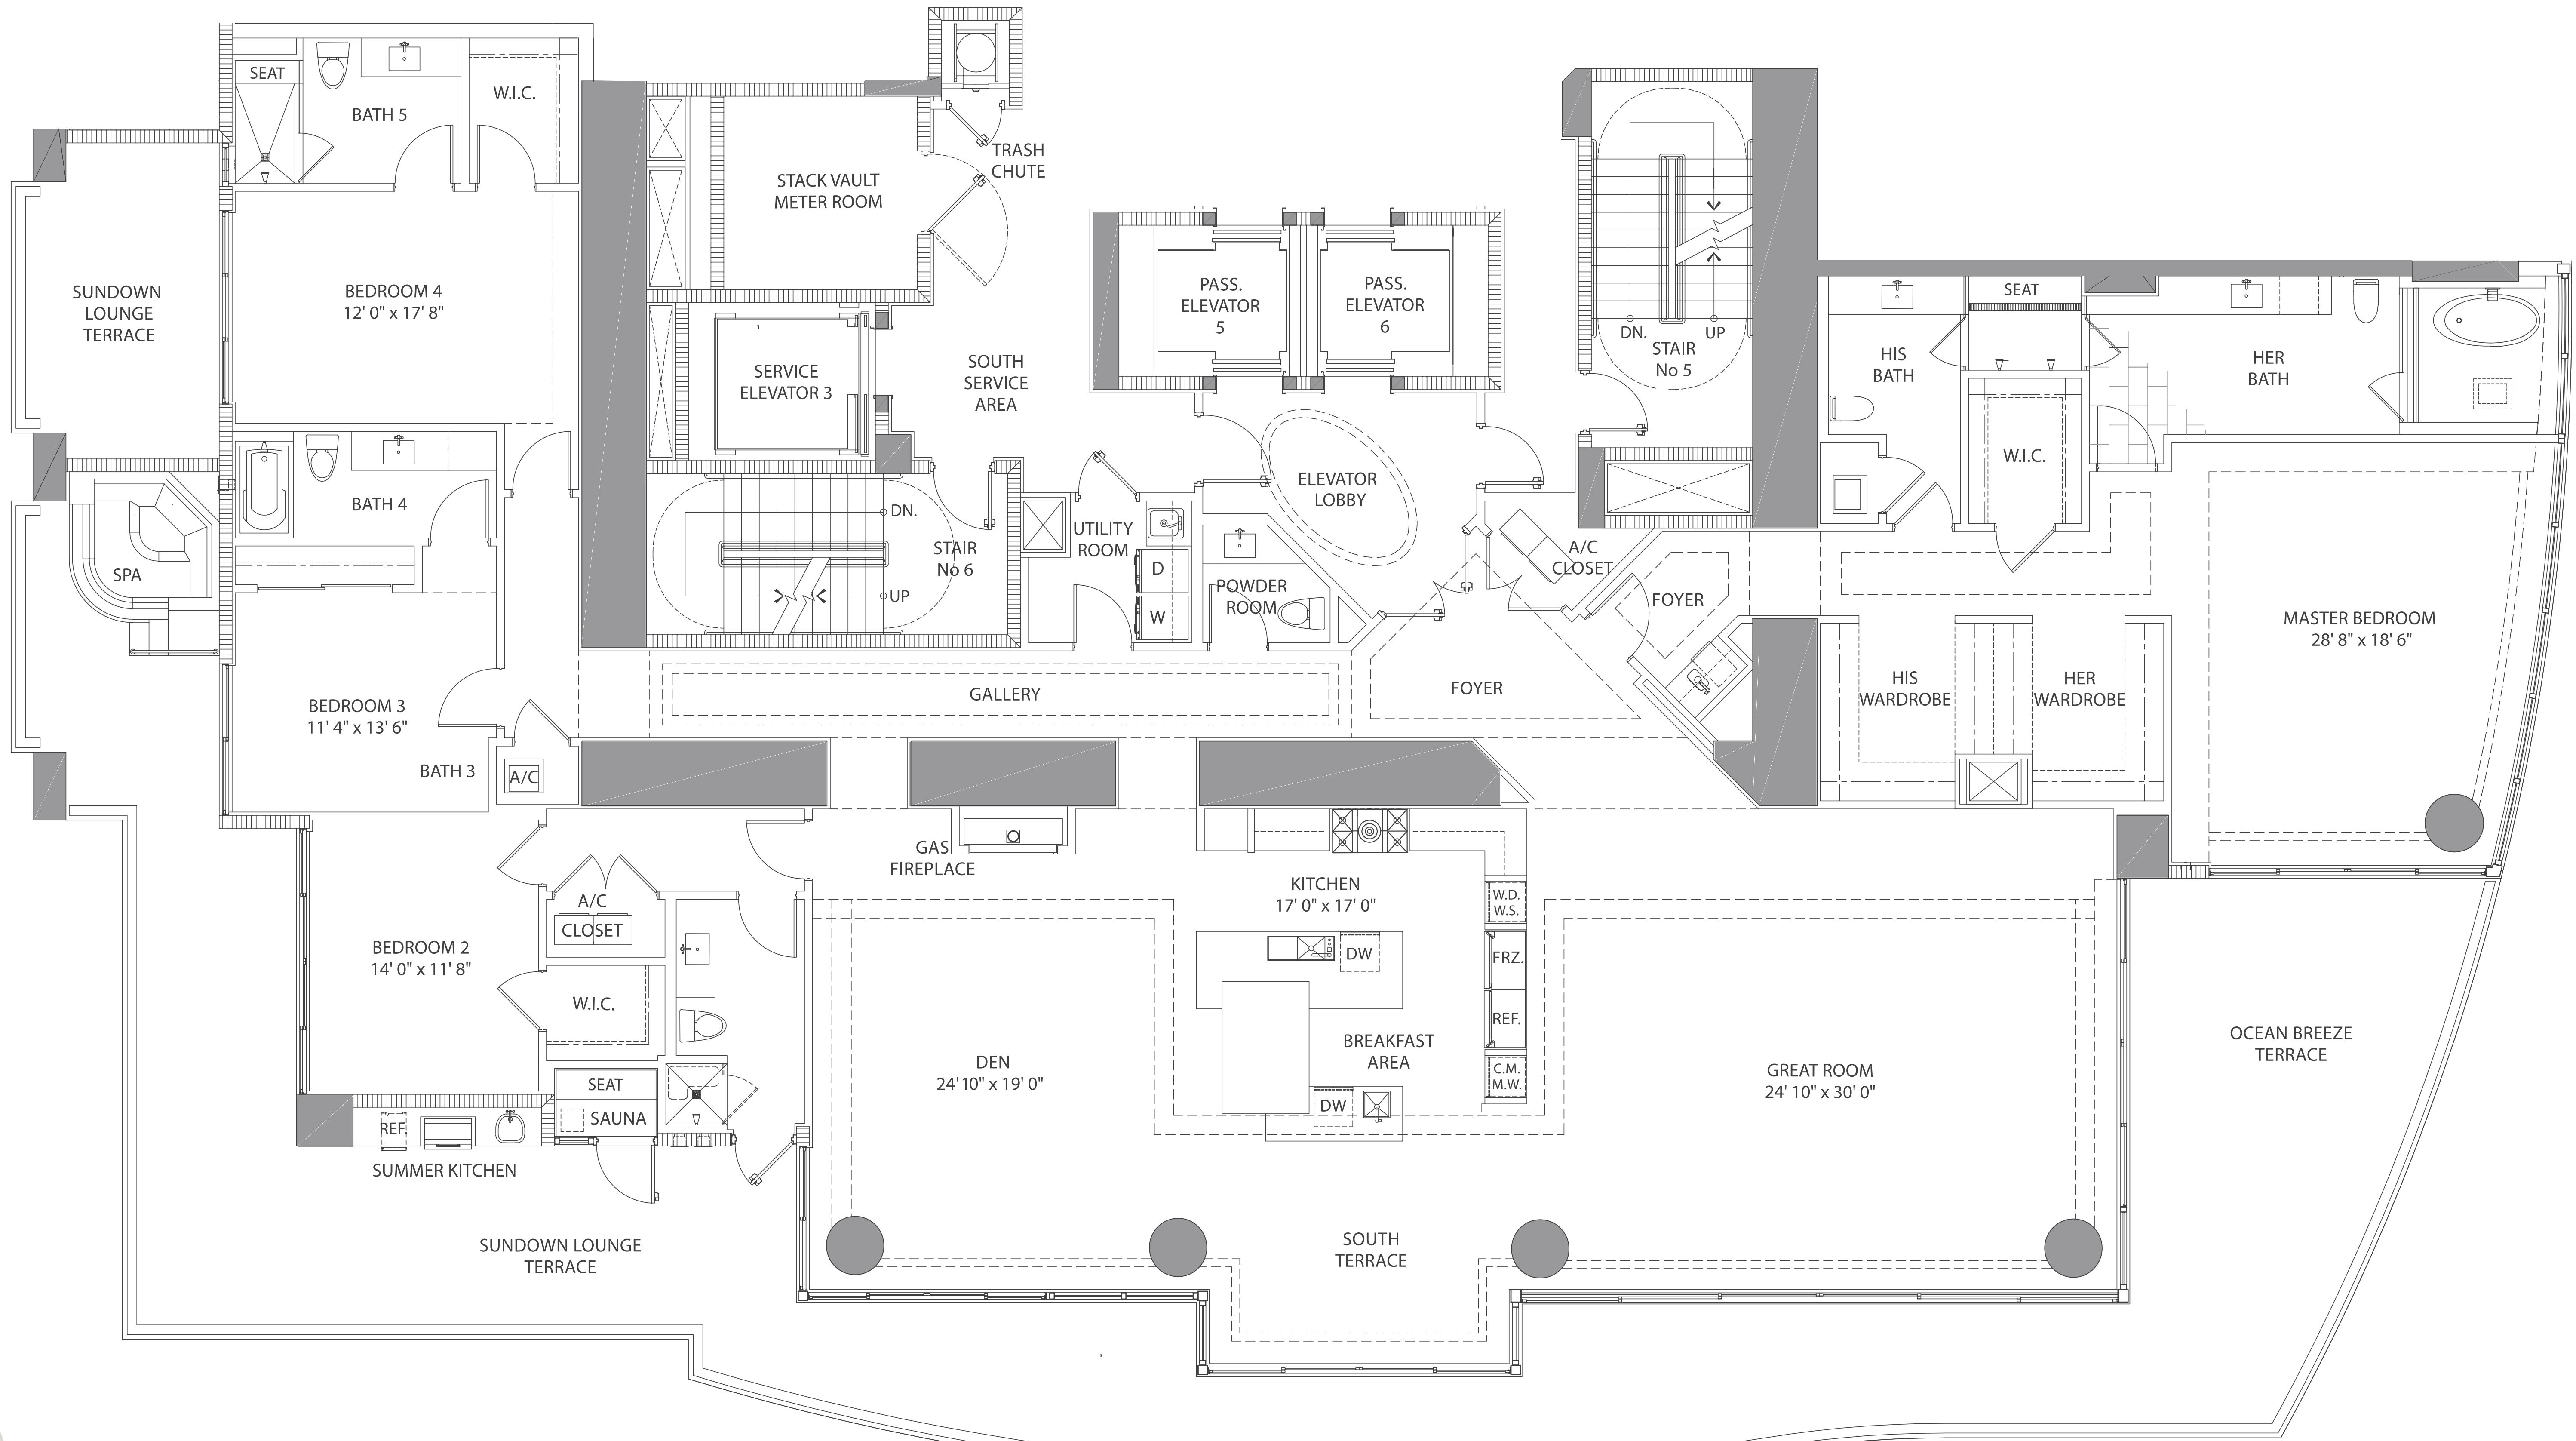 SEAT
BATH 5
W.I.C.
TRASH
CHUTE
STACK VAULT
METER ROOM
SUNDOWN
LOUNGE
TERRACE
BEDROOM 4
12' 0" x 17' 8"
SERVICE
ELEVATOR 3
SOUTH
SERVICE
AREA
PASS.
ELEVATOR
5
PASS.
ELEVATOR
6
DN.
UP
STAIR
No 5
SEAT
HIS
BATH
HER
BATH
W.I.C.
BATH 4
ELEVATOR
LOBBY
DN.
STAIR
No 6
UP
UTILITY
ROOM
D
W
POWDER
ROOM
A/C
CLOSET
FOYER
SPA
MASTER BEDROOM
28' 8" x 18' 6"
GALLERY
FOYER
HIS
WARDROBE
HER
WARDROBE
BEDROOM 3
11' 4" x 13' 6"
BATH 3
A/C
GAS
FIREPLACE
KITCHEN
17' 0" x 17' 0"
W.D.
W.S.
A/C
CLOSET
BEDROOM 2
14' 0" x 11' 8"
W.I.C.
DW
FRZ.
REF.
BREAKFAST
AREA
C.M.
M.W.
DW
OCEAN BREEZE
TERRACE
DEN
24' 10" x 19' 0"
GREAT ROOM
24' 10" x 30' 0"
SEAT
SAUNA
REF.
SUMMER KITCHEN
SUNDOWN LOUNGE
TERRACE
SOUTH
TERRACE